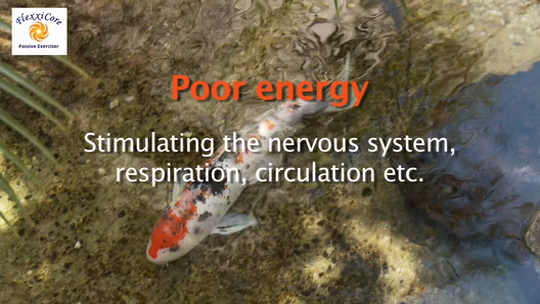 FlexxiCore
Passive Exerciser
Poor energy
Stimulating the nervous system,
respiration, circulation etc.